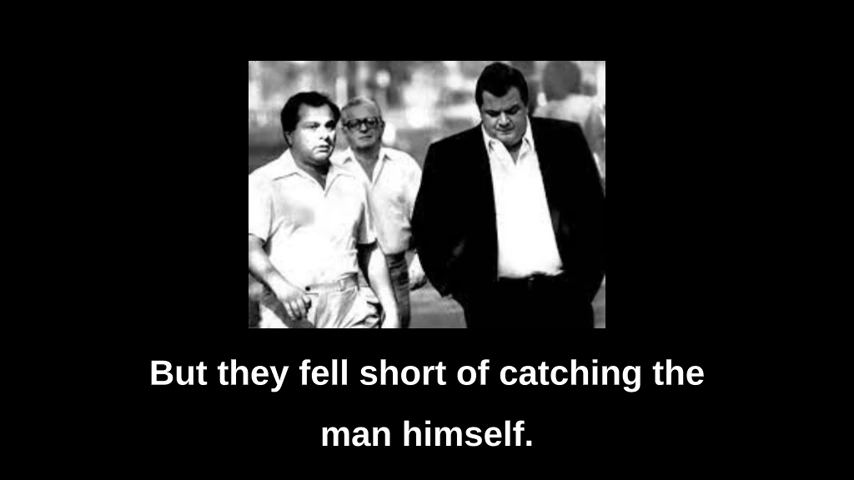 But they fell short of catching the
man himself.